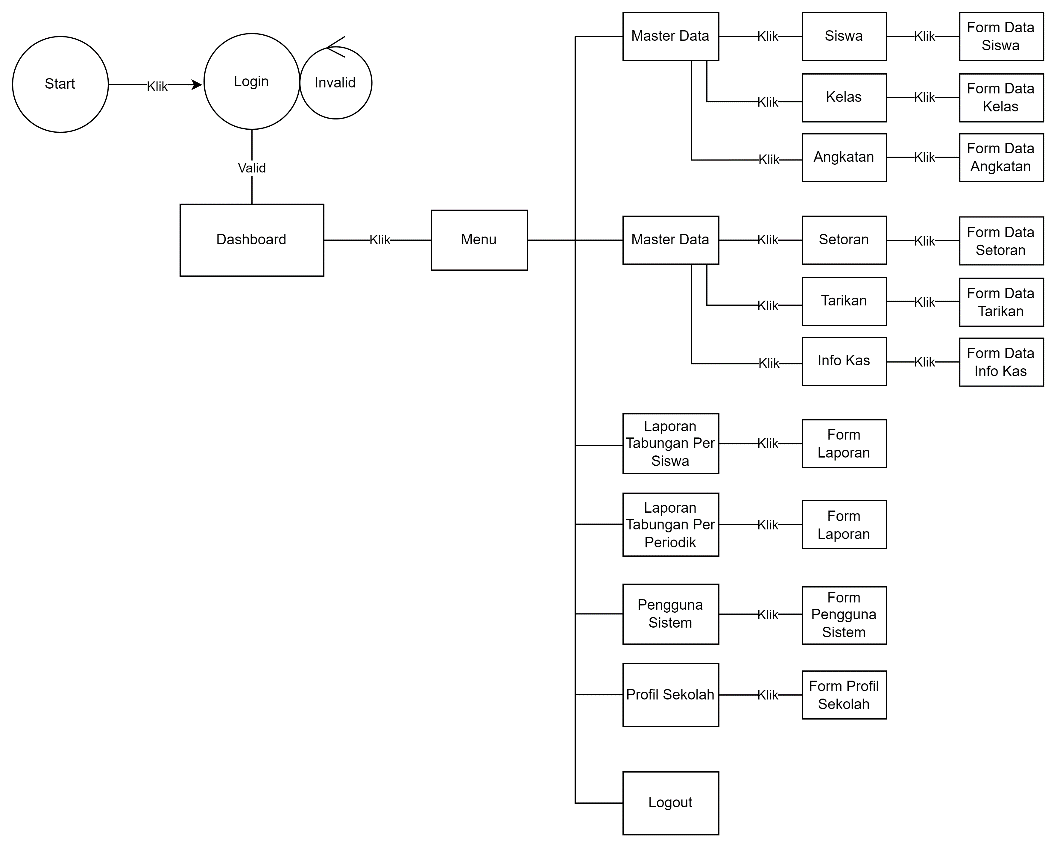 Start
Klik
Login
Invalid
Valid
Dashboard
Klik
Menu
Master Data
Klik
Siswa
Klik
Form Data
Siswa
Klik
Kelas
Klik
Form Data
Kelas
Klik
Angkatan
Klik
Form Data
Angkatan
Master Data
Klik
Setoran
Klik
Form Data
Setoran
Klik
Tarikan
Klik
Form Data
Tarikan
Klik
Info Kas
Klik
Form Data
Info Kas
Laporan
Tabungan Per
Siswa
Klik
Form
Laporan
Laporan
Tabungan Per
Periodik
Klik
Form
Laporan
Pengguna
Sistem
Klik
Form
Pengguna
Sistem
Profil Sekolah
Klik
Form Profil
Sekolah
Logout